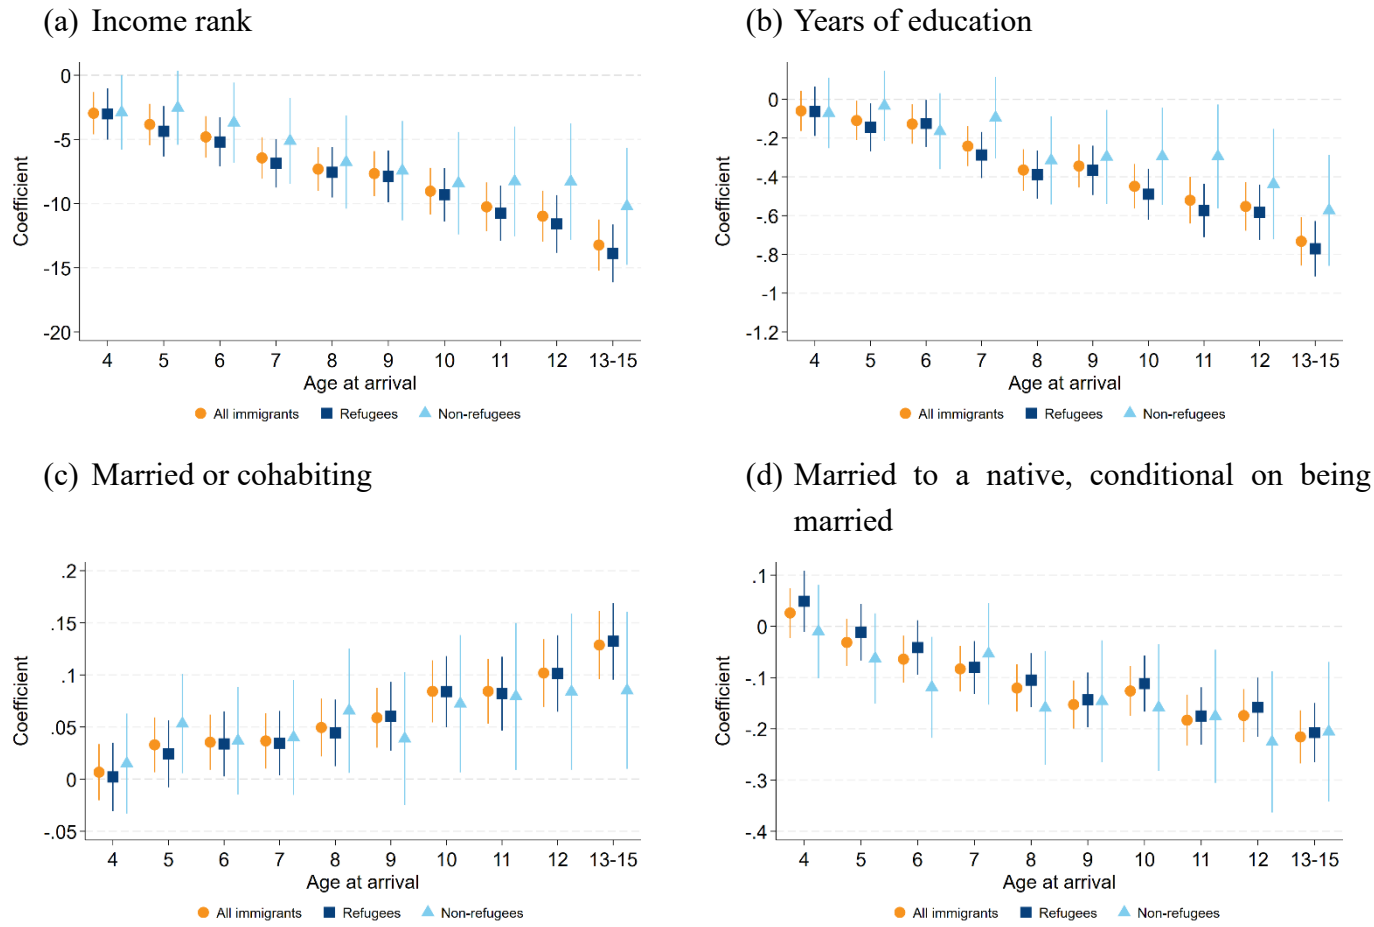 (a) Income rank
0
-5
-10
-15
-20
Coefficient
4 5 6 7 8 9 10 11 12 13-15
Age at arrival
All immigrants Refugees Non-refugees
(b) Years of education
0
-.2
-.4
-.6
-.8
-1
-1.2
Coefficient
4 5 6 7 8 9 10 11 12 13-15
Age at arrival
All immigrants Refugees Non-refugees
(c) Married or cohabiting
.2
.15
.1
.05
0
-.05
Coefficient
4 5 6 7 8 9 10 11 12 13-15
Age at arrival
All immigrants Refugees Non-refugees
(d) Married to a native, conditional on being
married
.1
0
-.1
-.2
-.3
-.4
Coefficient
4 5 6 7 8 9 10 11 12 13-15
Age at arrival
All immigrants Refugees Non-refugees